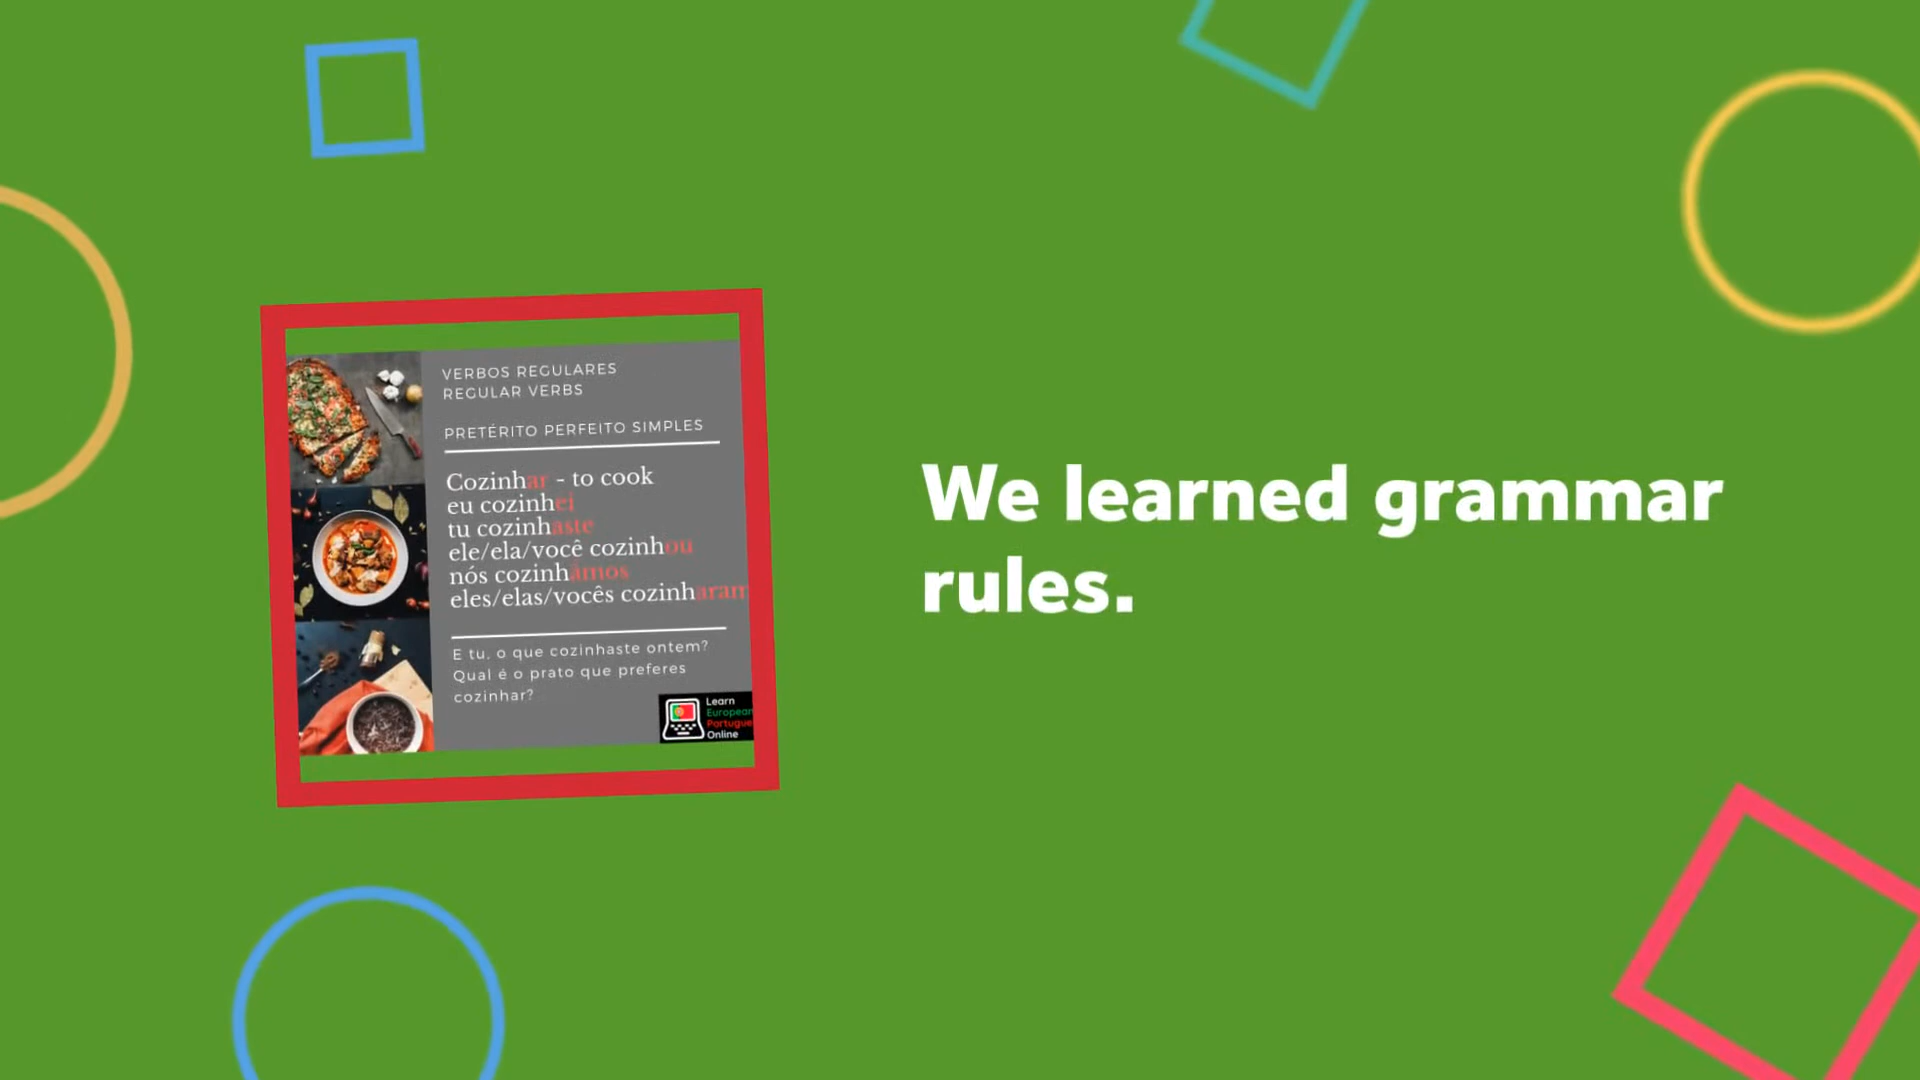 VERBOS REGULARES
REGULAR VERBS
PRETÉRITO PERFEITO SIMPLES
Cozinhar - to cook
eu cozinhei
tu cozinhaste
ele/ela/você cozinhou
nós cozinhámos
eles/elas/vocês cozinharam
E tu, o que cozinhaste ontem?
Qual é o prato que preferes
cozinhar?
Learn
European
Portugue
Online
We learned grammar
rules.